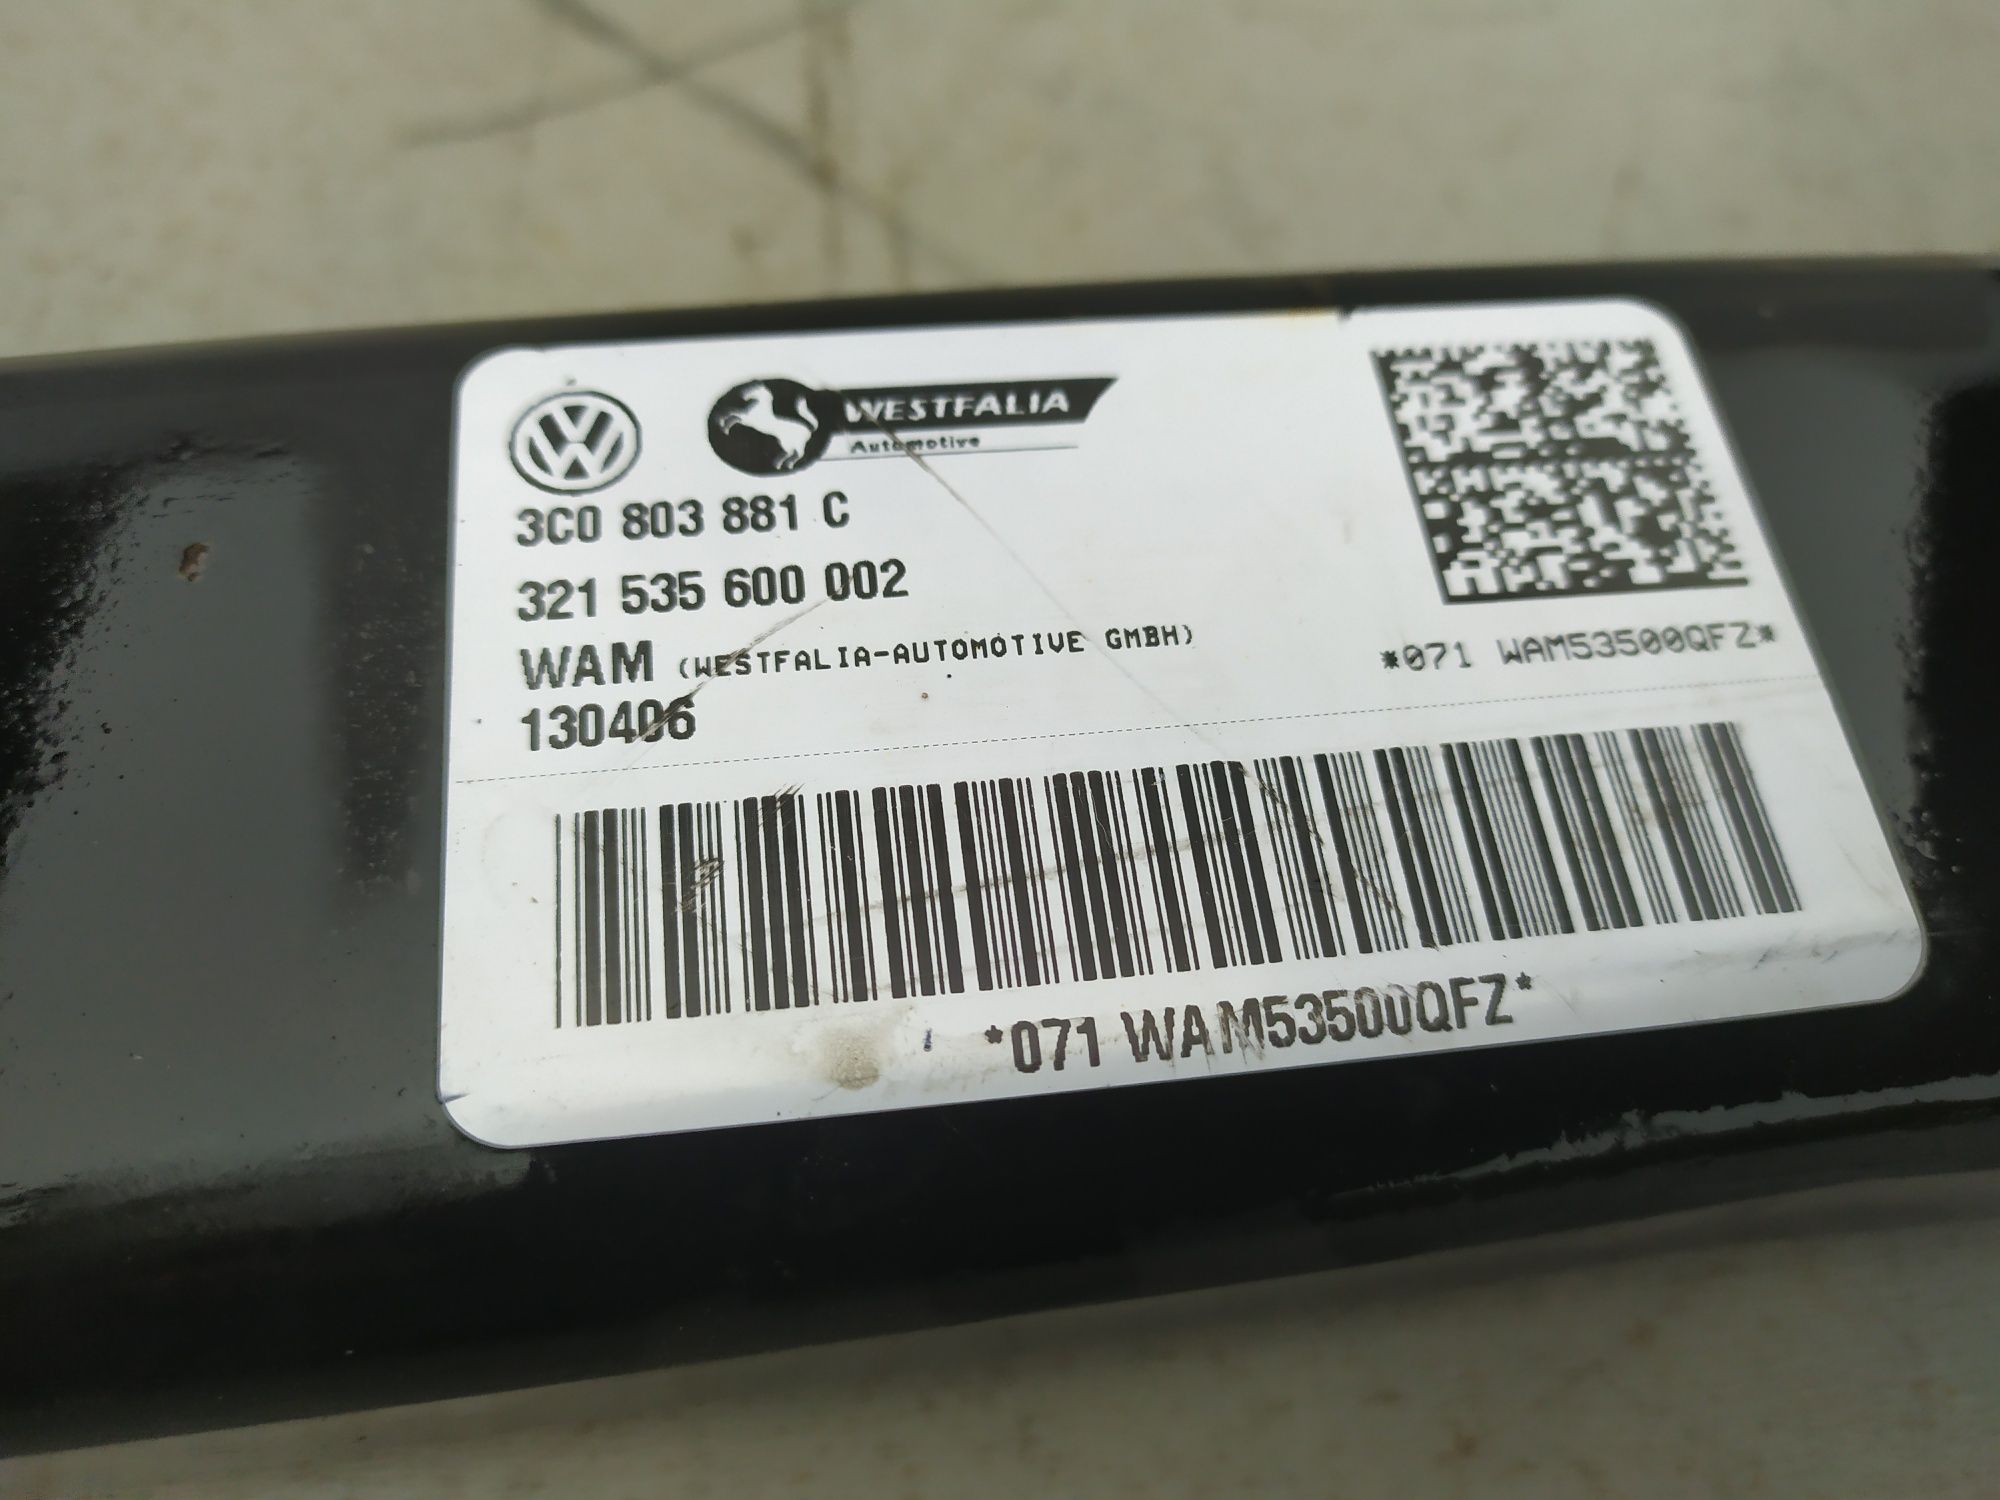 WESTFALIA
Automotive
3C0 803 881 C
321 535 600 002
WAM (WESTFALIA-AUTOMOTIVE GMBH)
130406
*071 WAM53500QFZ*
*071 WAM53500QFZ*